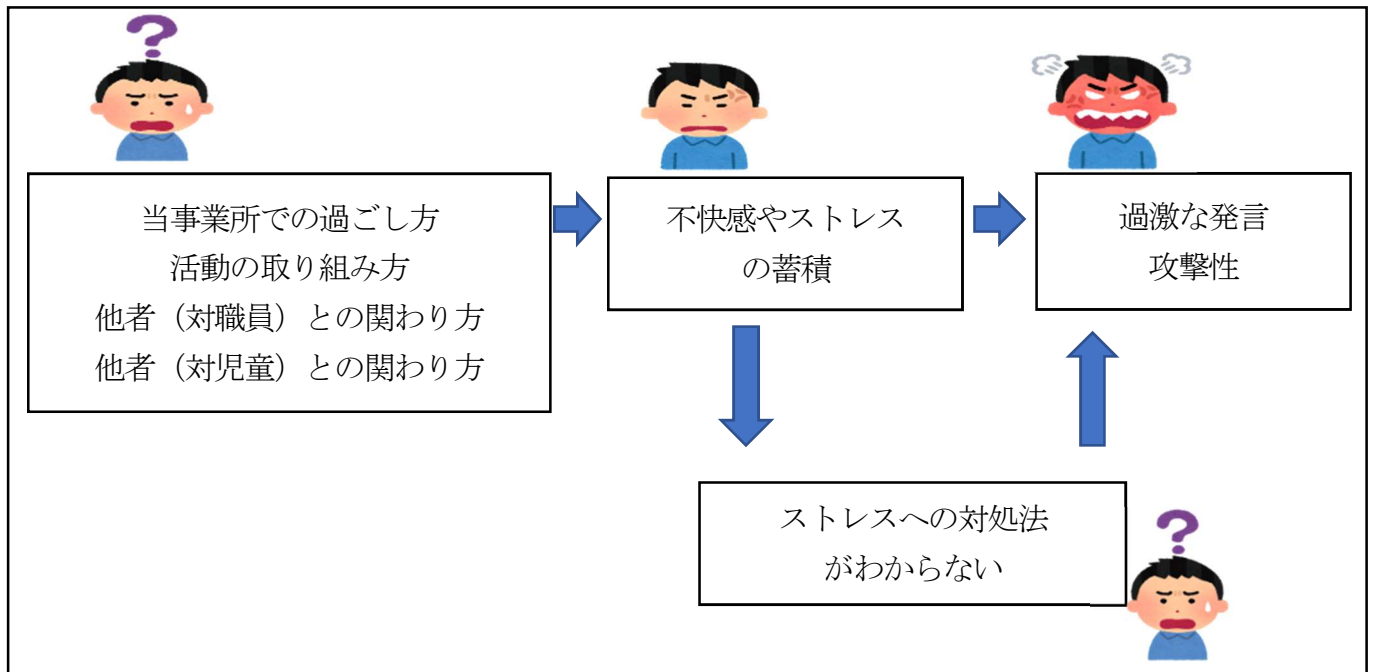 ?
当事業所での過ごし方
活動の取り組み方
他者（対職員）との関わり方
他者（対児童）との関わり方
不快感やストレス
の蓄積
過激な発言
攻撃性
ストレスへの対処法
がわからない
?